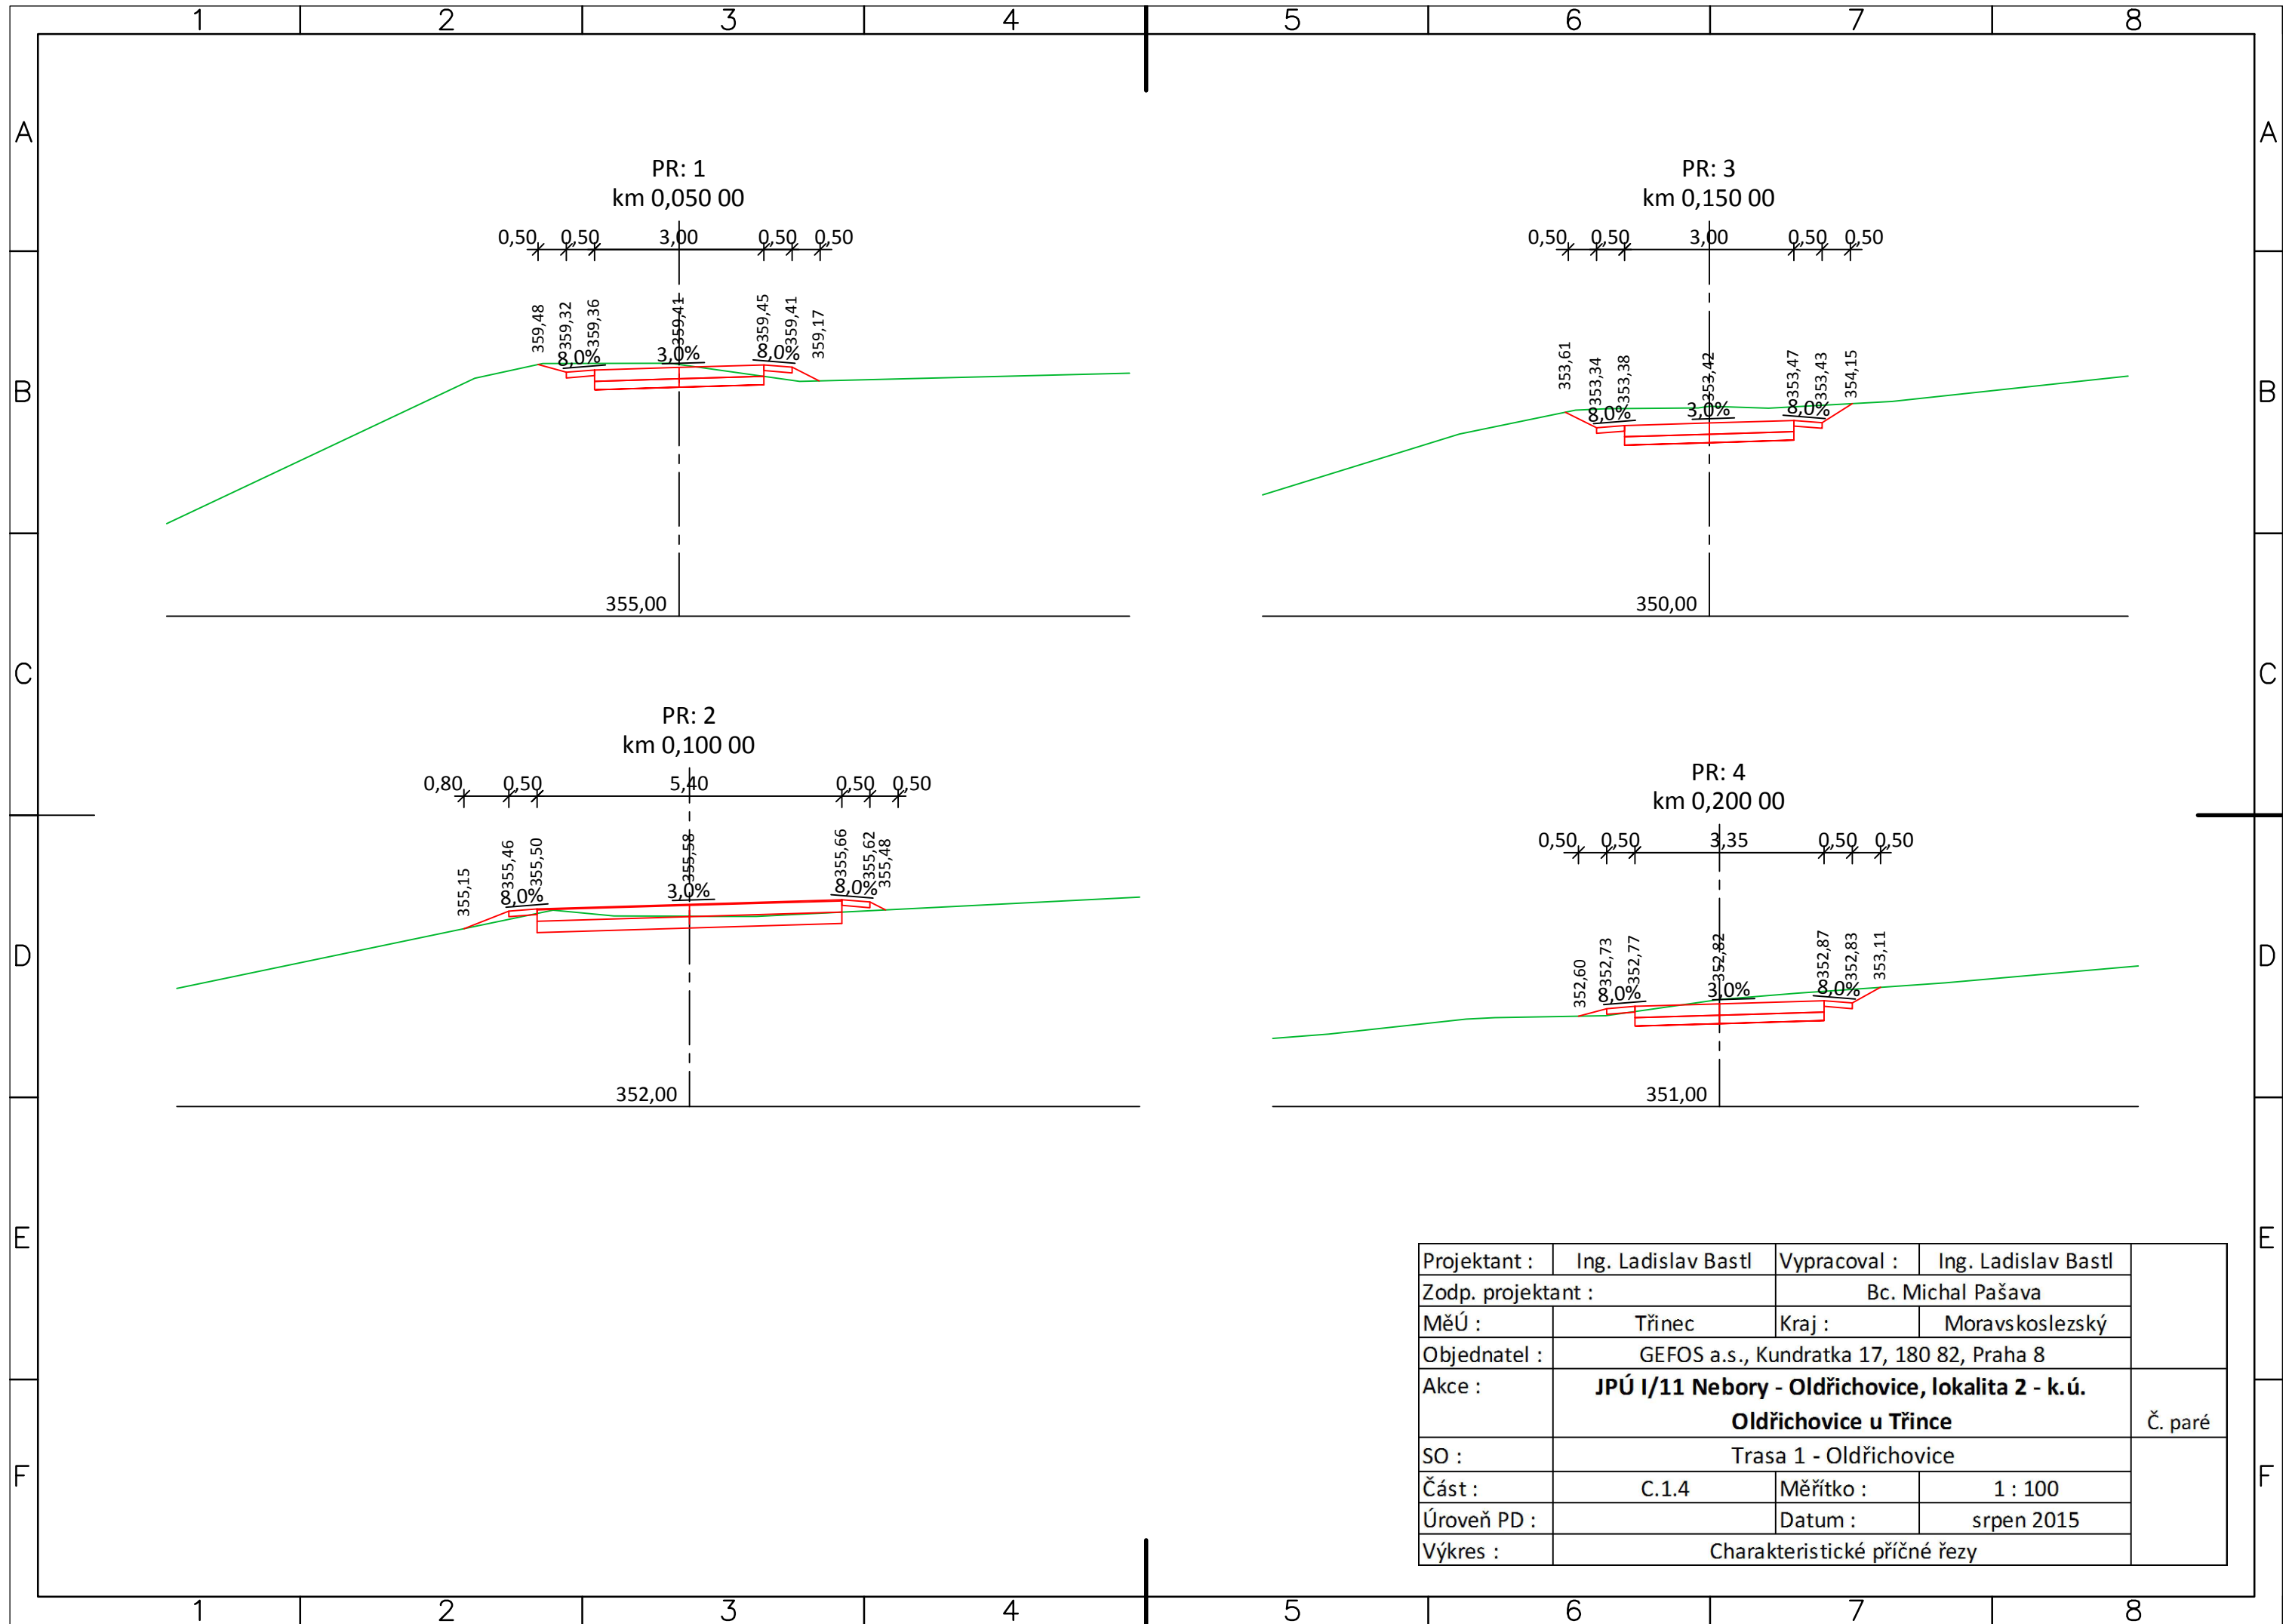 1 2 3 4 5 6 7 8
A A
B B
C C
D D
E E
F F
PR: 1
km 0,050 00
0,50 0,50 3,00 0,50 0,50
359,48 359,32 359,36 359,41 359,45 359,41 359,17
8,0% 3,0% 8,0%
355,00
PR: 3
km 0,150 00
0,50 0,50 3,00 0,50 0,50
353,61 353,34 353,38 353,42 353,47 353,43 354,15
8,0% 3,0% 8,0%
350,00
PR: 2
km 0,100 00
0,80 0,50 5,40 0,50 0,50
355,15 355,46 355,50 355,58 355,66 355,62 355,48
8,0% 3,0% 8,0%
352,00
PR: 4
km 0,200 00
0,50 0,50 3,35 0,50 0,50
352,60 352,73 352,77 352,82 352,87 352,83 353,11
8,0% 3,0% 8,0%
351,00
Projektant : Ing. Ladislav Bastl Vypracoval : Ing. Ladislav Bastl
Zodp. projektant : Bc. Michal Pašava
MěÚ : Třinec Kraj : Moravskoslezský
Objednatel : GEFOS a.s., Kundratka 17, 180 82, Praha 8
Akce : JPÚ I/11 Nebory - Oldřichovice, lokalita 2 - k.ú.
Oldřichovice u Třince Č. paré
SO : Trasa 1 - Oldřichovice
Část : C.1.4 Měřítko : 1 : 100
Úroveň PD : Datum : srpen 2015
Výkres : Charakteristické příčné řezy
1 2 3 4 5 6 7 8